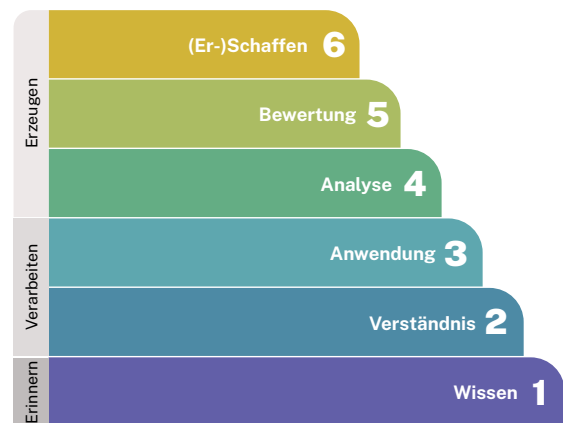 (Er-)Schaffen 6
Bewertung 5
Analyse 4
Erzeugen
Anwendung 3
Verständnis 2
Verarbeiten
Wissen 1
Erinnern